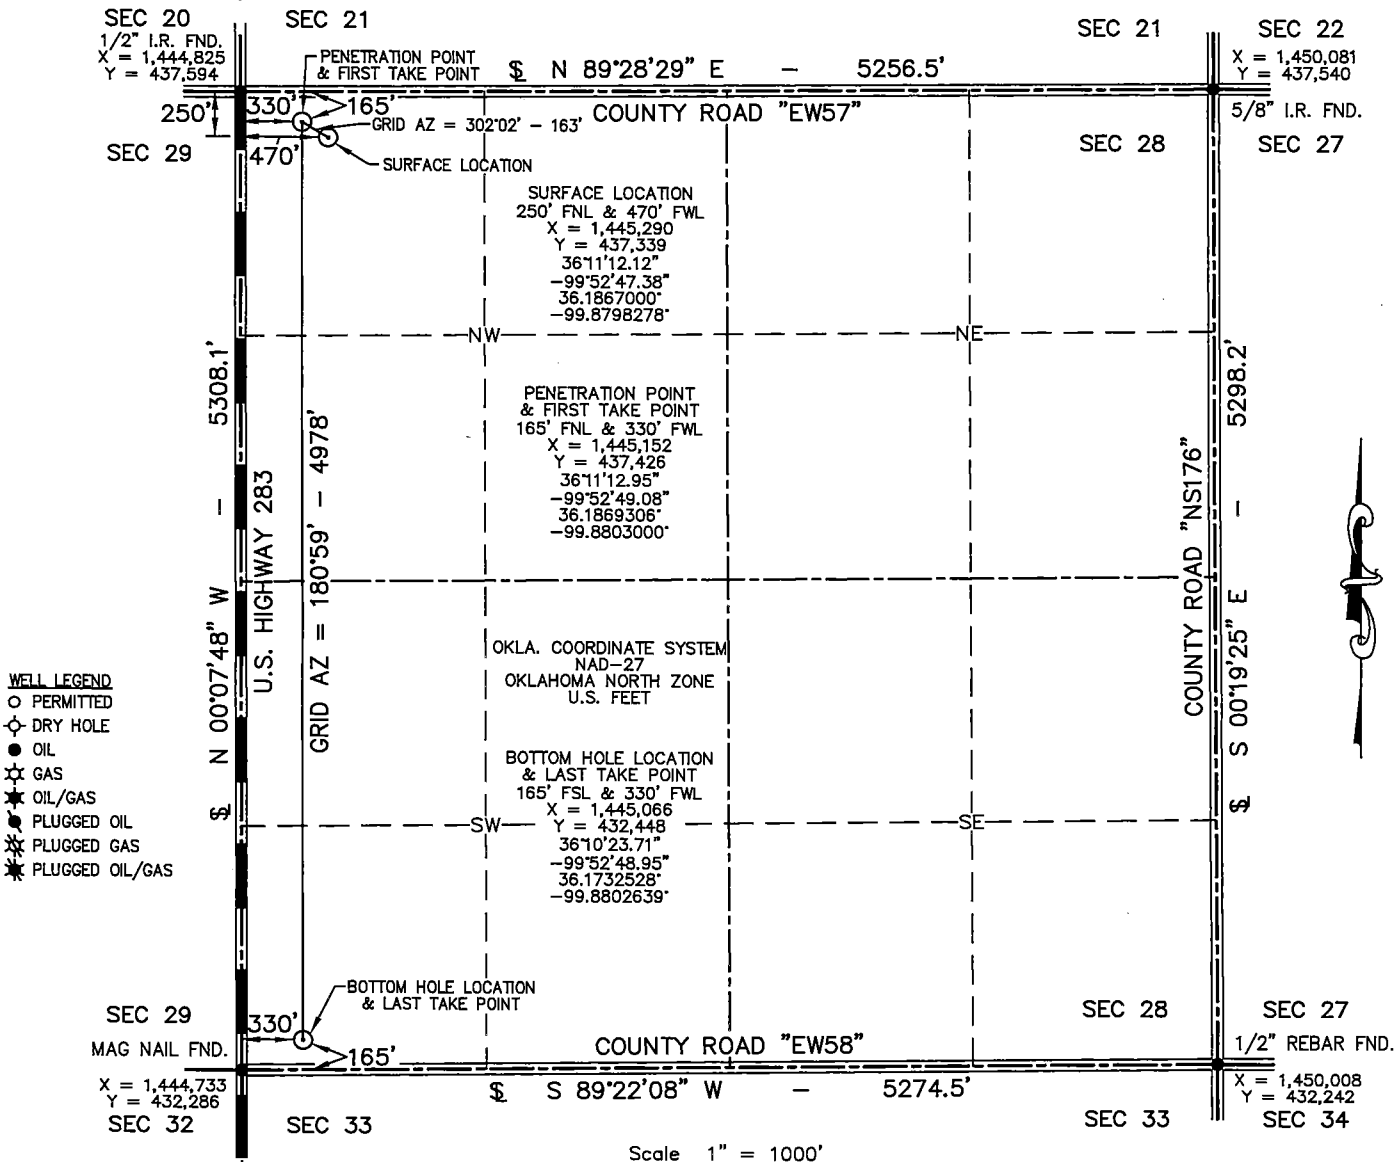 SEC 20
SEC 21
SEC 21
SEC 22
1/2" I.R. FND.
X = 1,444,825
Y = 437,594
PENETRATION POINT
& FIRST TAKE POINT
N 89°28'29" E - 5256.5'
X = 1,450,081
Y = 437,540
250'
330'
165'
COUNTY ROAD "EW57"
5/8" I.R. FND.
GRID AZ = 302°02' - 163'
SEC 29
470'
SURFACE LOCATION
SEC 28
SEC 27
SURFACE LOCATION
250' FNL & 470' FWL
X = 1,445,290
Y = 437,339
36°11'12.12"
-99°52'47.38"
36.1867000°
-99.8798278°
NW
NE
PENETRATION POINT
& FIRST TAKE POINT
165' FNL & 330' FWL
X = 1,445,152
Y = 437,426
36°11'12.95"
-99°52'49.08"
36.1869306°
-99.8803000°
N 00°07'48" W - 5308.1'
U.S. HIGHWAY 283
GRID AZ = 180°59' - 4978'
COUNTY ROAD "NS176"
S 00°19'25" E - 5298.2'
OKLA. COORDINATE SYSTEM
NAD-27
OKLAHOMA NORTH ZONE
U.S. FEET
WELL LEGEND
PERMITTED
DRY HOLE
OIL
GAS
OIL/GAS
PLUGGED OIL
PLUGGED GAS
PLUGGED OIL/GAS
BOTTOM HOLE LOCATION
& LAST TAKE POINT
165' FSL & 330' FWL
X = 1,445,066
Y = 432,448
36°10'23.71"
-99°52'48.95"
36.1732528°
-99.8802639°
SW
SE
BOTTOM HOLE LOCATION
& LAST TAKE POINT
SEC 29
330'
SEC 28
SEC 27
MAG NAIL FND.
165'
COUNTY ROAD "EW58"
1/2" REBAR FND.
X = 1,444,733
Y = 432,286
S 89°22'08" W - 5274.5'
X = 1,450,008
Y = 432,242
SEC 32
SEC 33
SEC 33
SEC 34
Scale 1" = 1000'